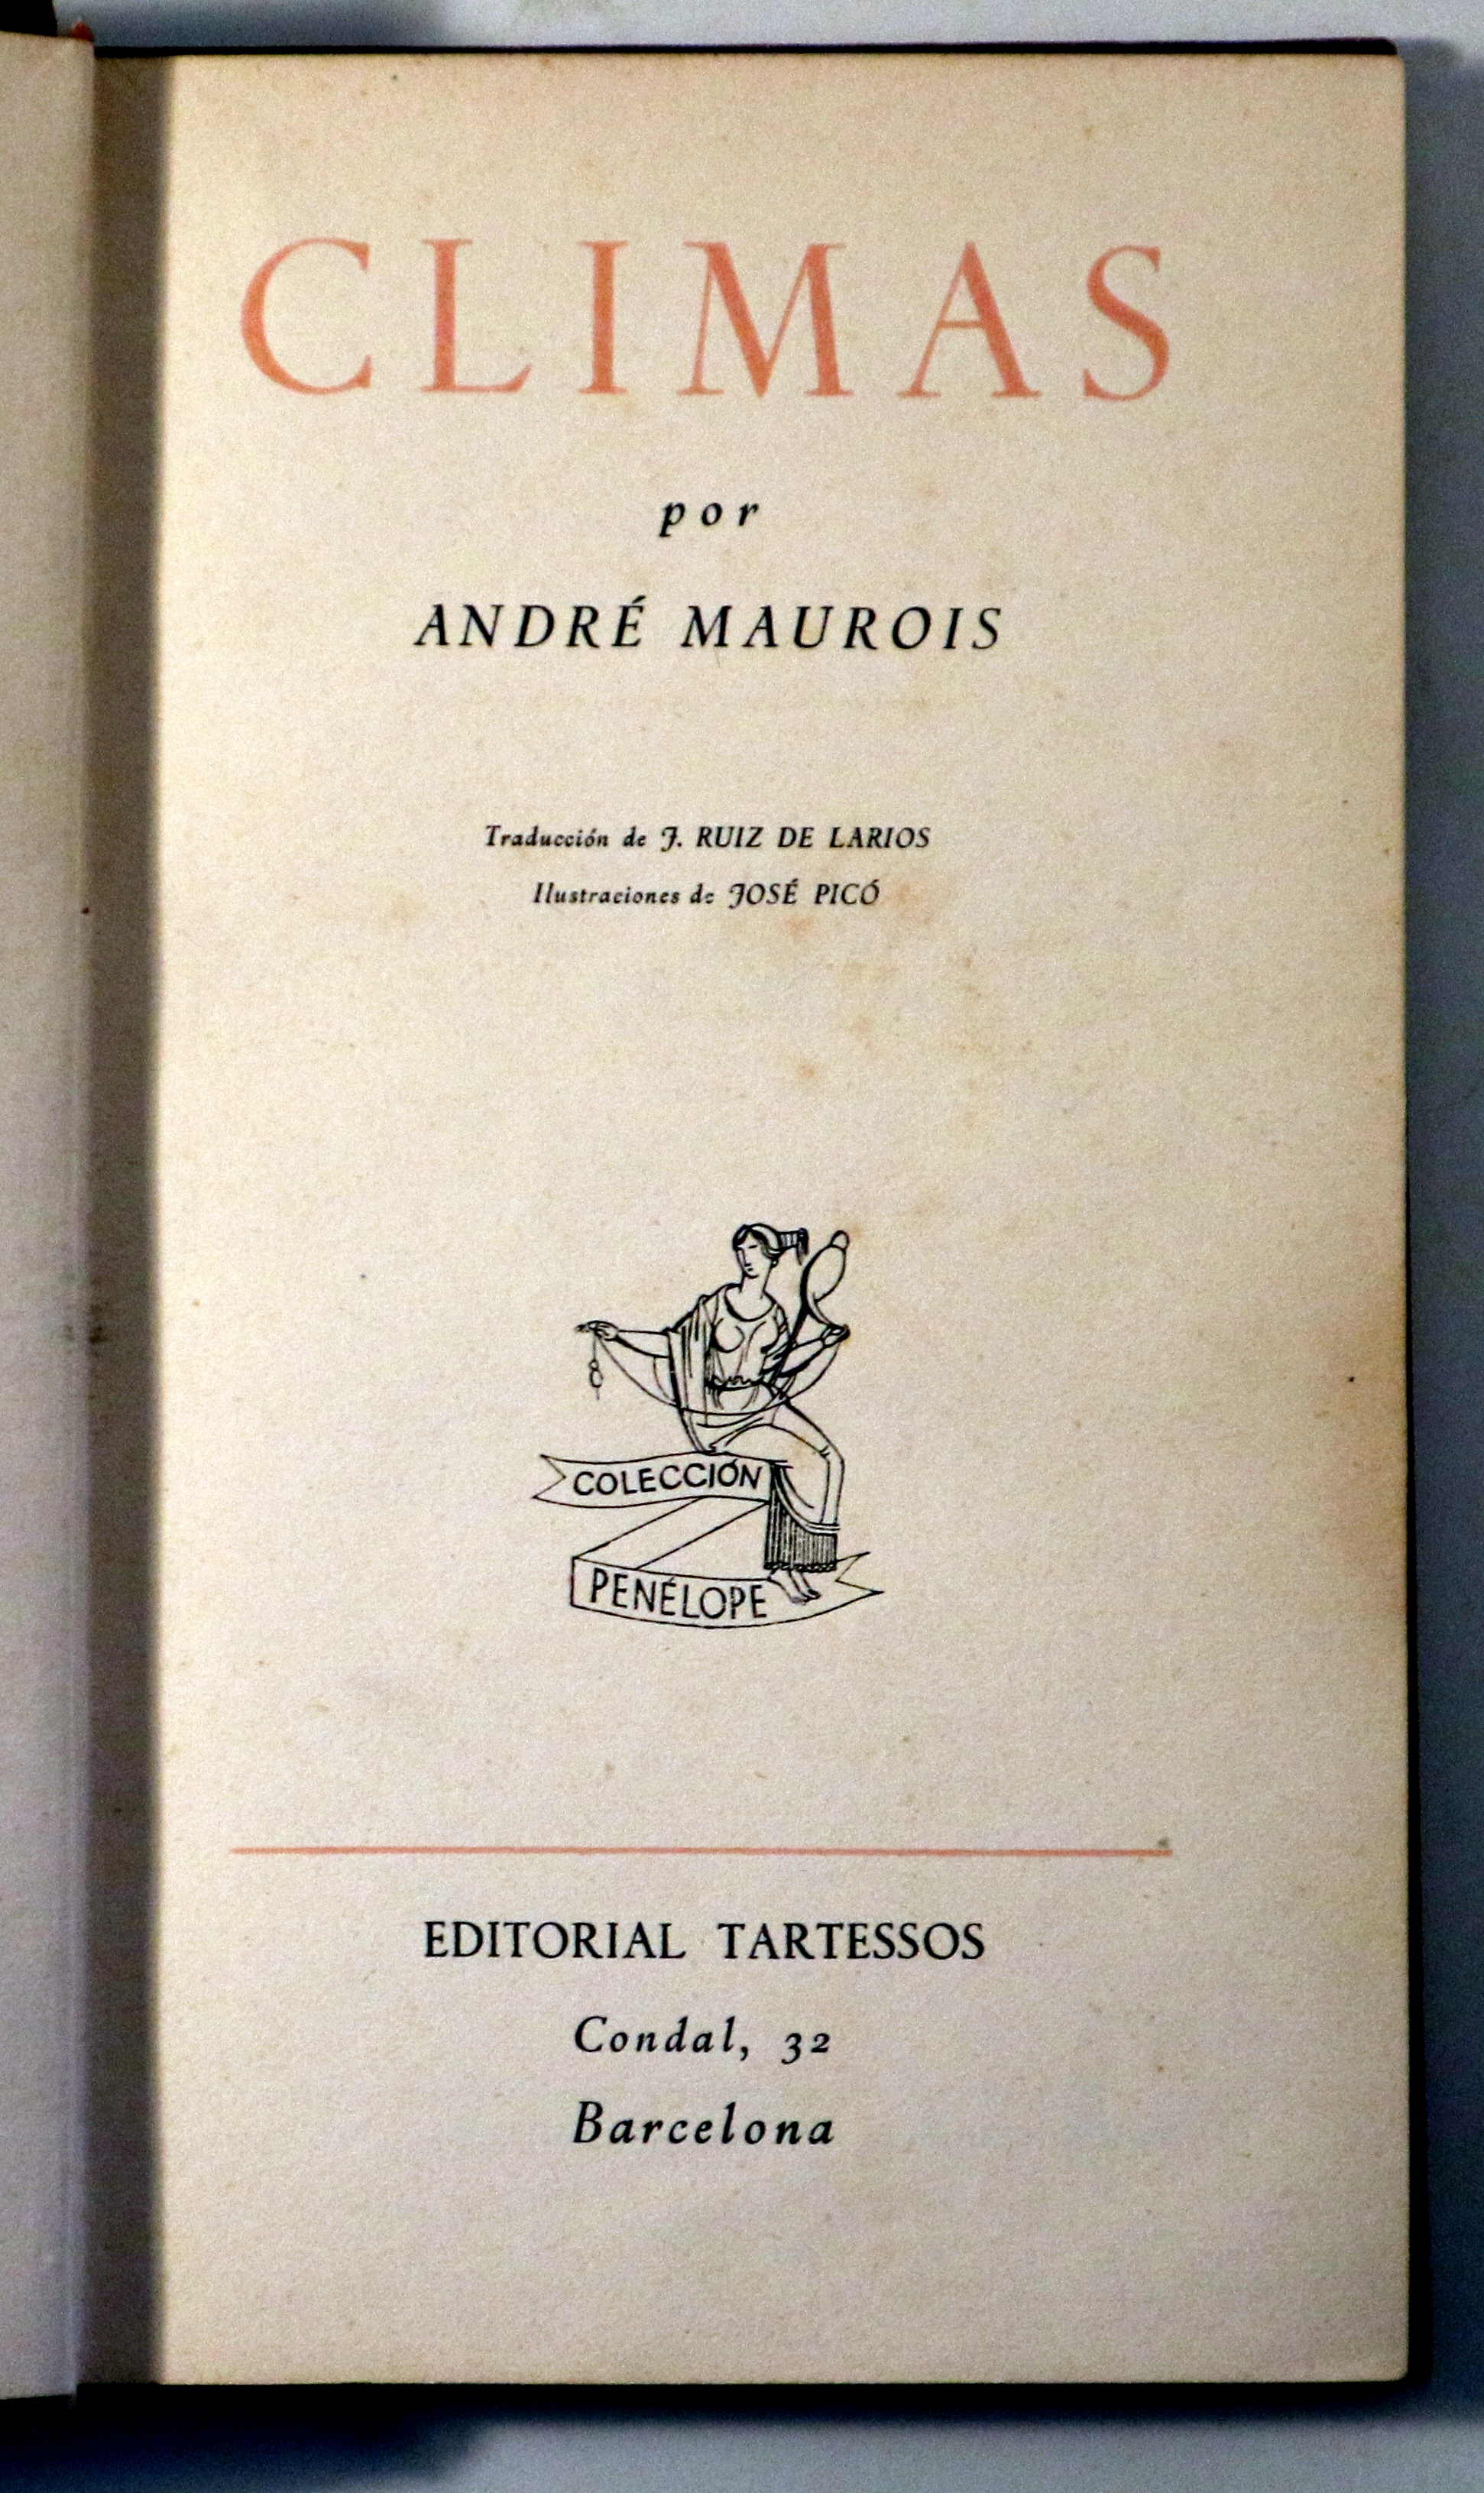 CLIMAS
por
ANDRÉ MAUROIS
Traducción de J. RUIZ DE LARIOS
Ilustraciones de JOSÉ PICÓ
COLECCIÓN
PENÉLOPE
EDITORIAL TARTESSOS
Condal, 32
Barcelona